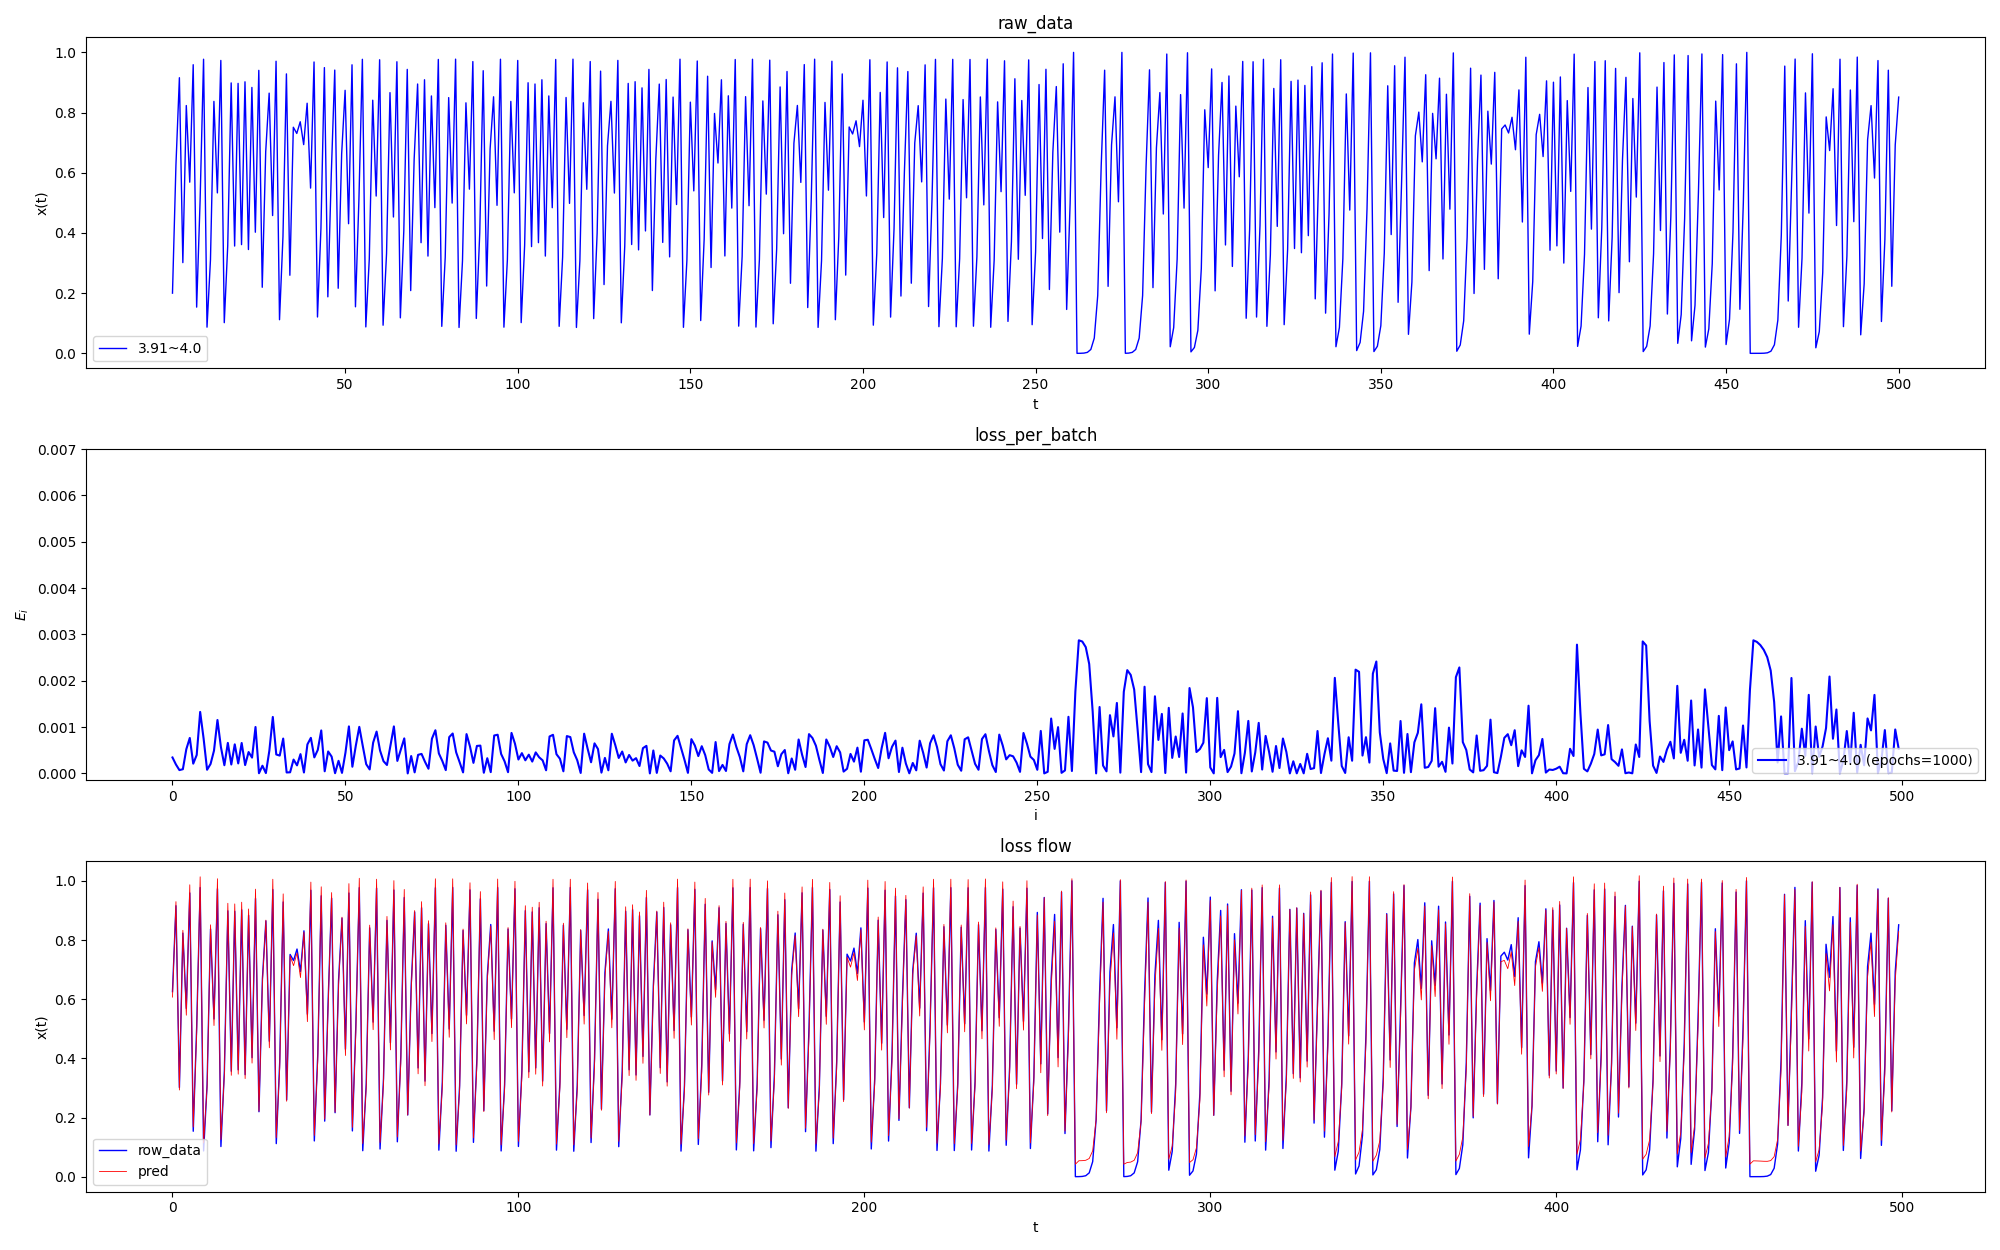 raw_data
1.0
0.8
0.6
0.4
0.2
0.0
x(t)
3.91~4.0
50 100 150 200 250 300 350 400 450 500
t
loss_per_batch
0.007
0.006
0.005
0.004
0.003
0.002
0.001
0.000
E_i
3.91~4.0 (epochs=1000)
0 50 100 150 200 250 300 350 400 450 500
i
loss flow
1.0
0.8
0.6
0.4
0.2
0.0
x(t)
row_data
pred
0 100 200 300 400 500
t